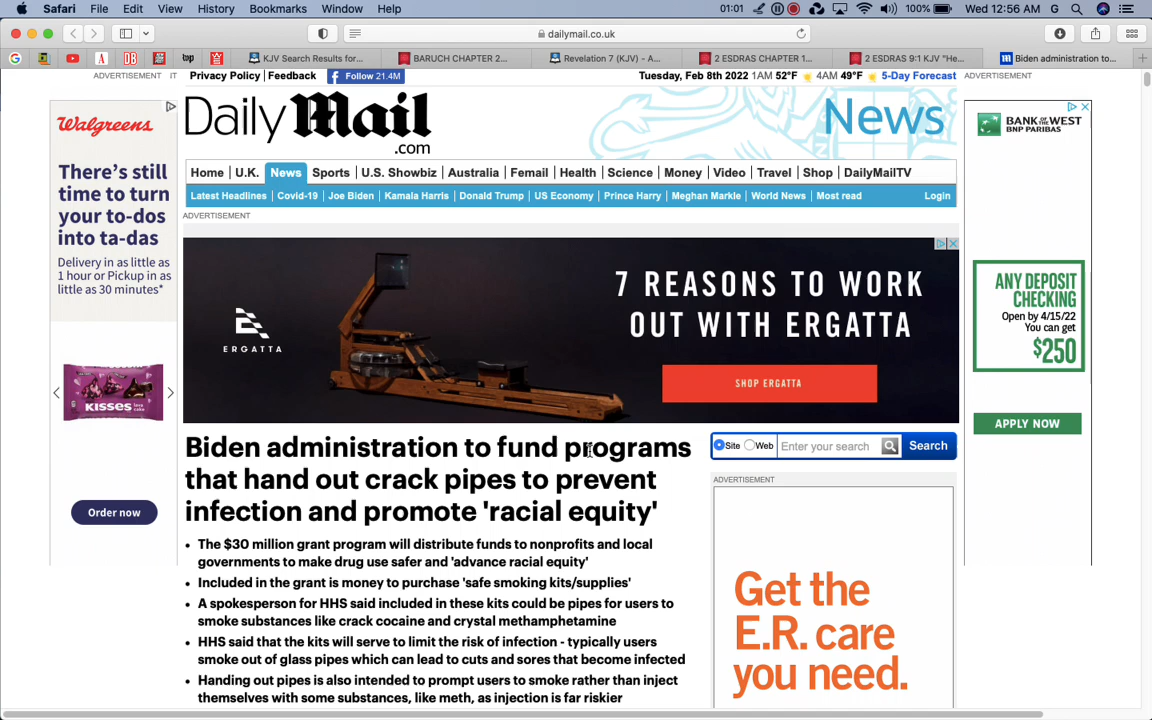 Safari File Edit View History Bookmarks Window Help 01:01 100% Wed 12:56 AM G
dailymail.co.uk
KJV Search Results for... BARUCH CHAPTER 2... Revelation 7 (KJV) - A... 2 ESDRAS CHAPTER 1... 2 ESDRAS 9:1 KJV "He... Biden administration to...
ADVERTISEMENT IT Privacy Policy | Feedback Follow 21.4M Tuesday, Feb 8th 2022 1AM 52°F 4AM 49°F 5-Day Forecast ADVERTISEMENT
Daily Mail
.com
News
Home U.K. News Sports U.S. Showbiz Australia Femail Health Science Money Video Travel Shop DailyMailTV
Latest Headlines Covid-19 Joe Biden Kamala Harris Donald Trump US Economy Prince Harry Meghan Markle World News Most read Login
ADVERTISEMENT
Walgreens
There's still
time to turn
your to-dos
into ta-das
Delivery in as little as
1 hour or Pickup in as
little as 30 minutes*
KISSES
Order now
ERGATTA
7 REASONS TO WORK
OUT WITH ERGATTA
SHOP ERGATTA
BANK OF THE WEST
BNP PARIBAS
ANY DEPOSIT
CHECKING
Open by 4/15/22
You can get
$250
APPLY NOW
Biden administration to fund programs
that hand out crack pipes to prevent
infection and promote 'racial equity'
Site Web Enter your search Search
ADVERTISEMENT
• The $30 million grant program will distribute funds to nonprofits and local
governments to make drug use safer and 'advance racial equity'
• Included in the grant is money to purchase 'safe smoking kits/supplies'
• A spokesperson for HHS said included in these kits could be pipes for users to
smoke substances like crack cocaine and crystal methamphetamine
• HHS said that the kits will serve to limit the risk of infection - typically users
smoke out of glass pipes which can lead to cuts and sores that become infected
• Handing out pipes is also intended to prompt users to smoke rather than inject
themselves with some substances, like meth, as injection is far riskier
Get the
E.R. care
you need.